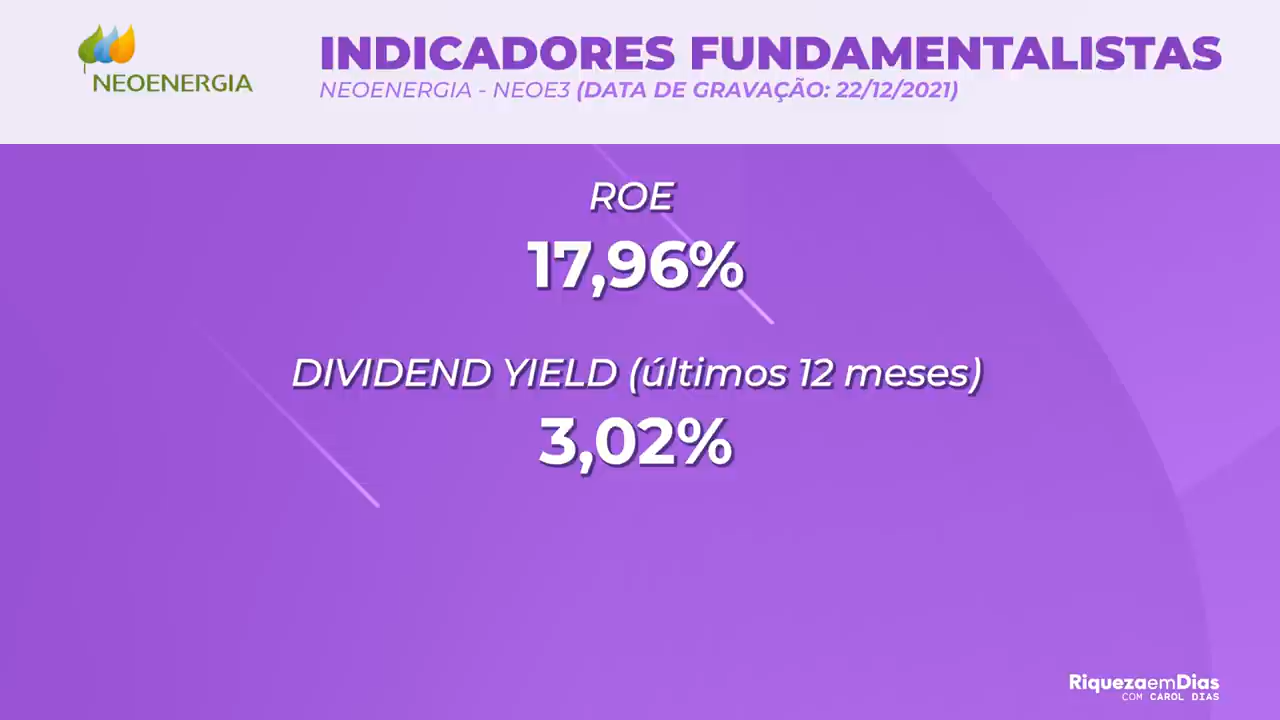 NEOENERGIA
INDICADORES FUNDAMENTALISTAS
NEOENERGIA - NEOE3 (DATA DE GRAVAÇÃO: 22/12/2021)
ROE
17,96%
DIVIDEND YIELD (últimos 12 meses)
3,02%
RiquezaemDias
COM CAROL DIAS